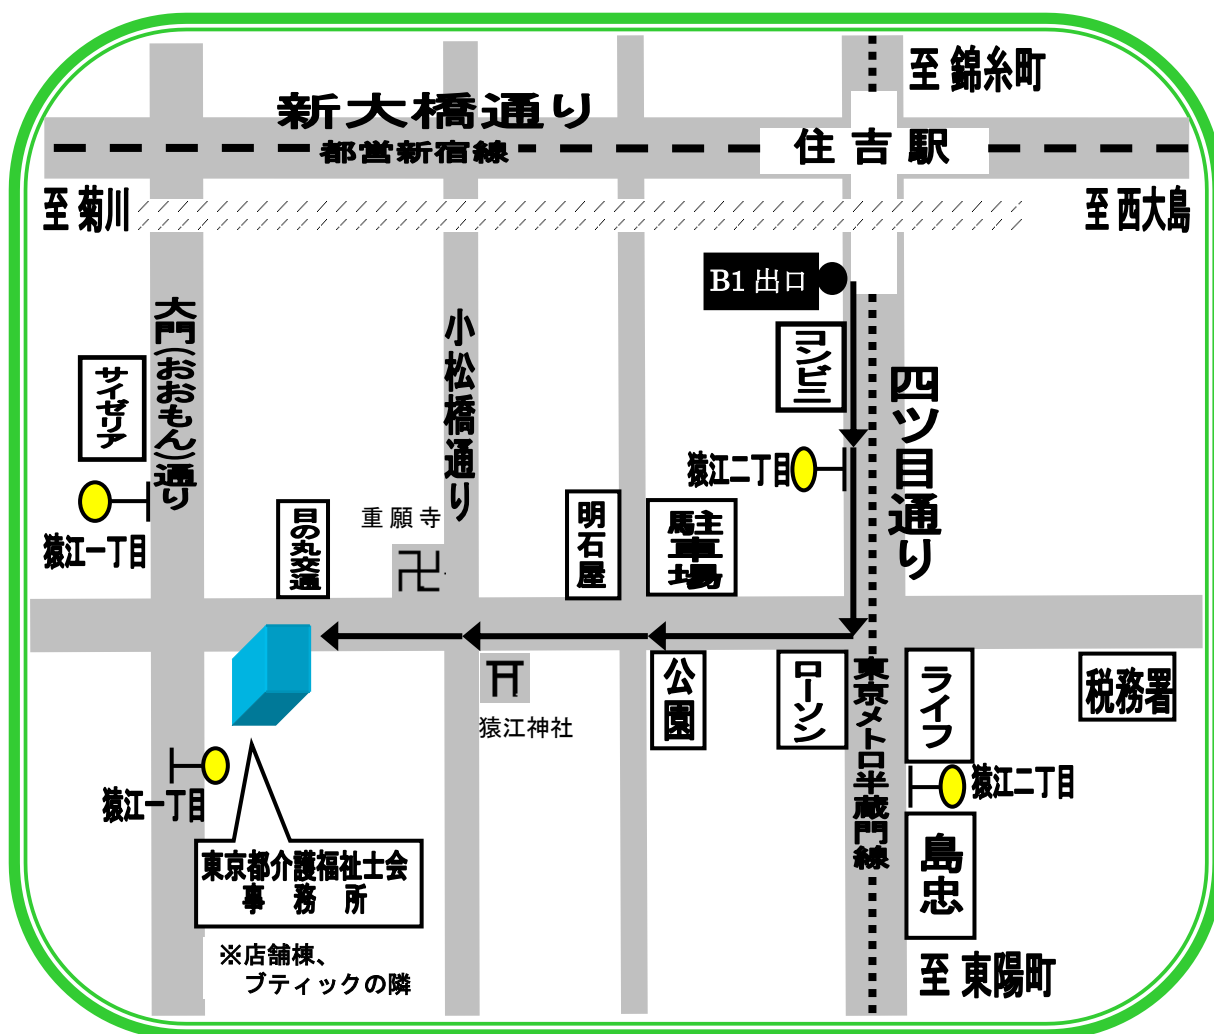 至 錦糸町
新大橋通り
都営新宿線
住吉駅
至 菊川
至 西大島
B1 出口
コンビニ
大門(おおもん)通り
小松橋通り
四ツ目通り
サイゼリア
猿江二丁目
猿江一丁目
日の丸交通
重願寺
卍
明石屋
駐車場
猿江神社
公園
ローソン
東京メトロ半蔵門線
ライフ
税務署
猿江一丁目
猿江二丁目
島忠
東京都介護福祉士会
事務所
※店舗棟、
ブティックの隣
至 東陽町